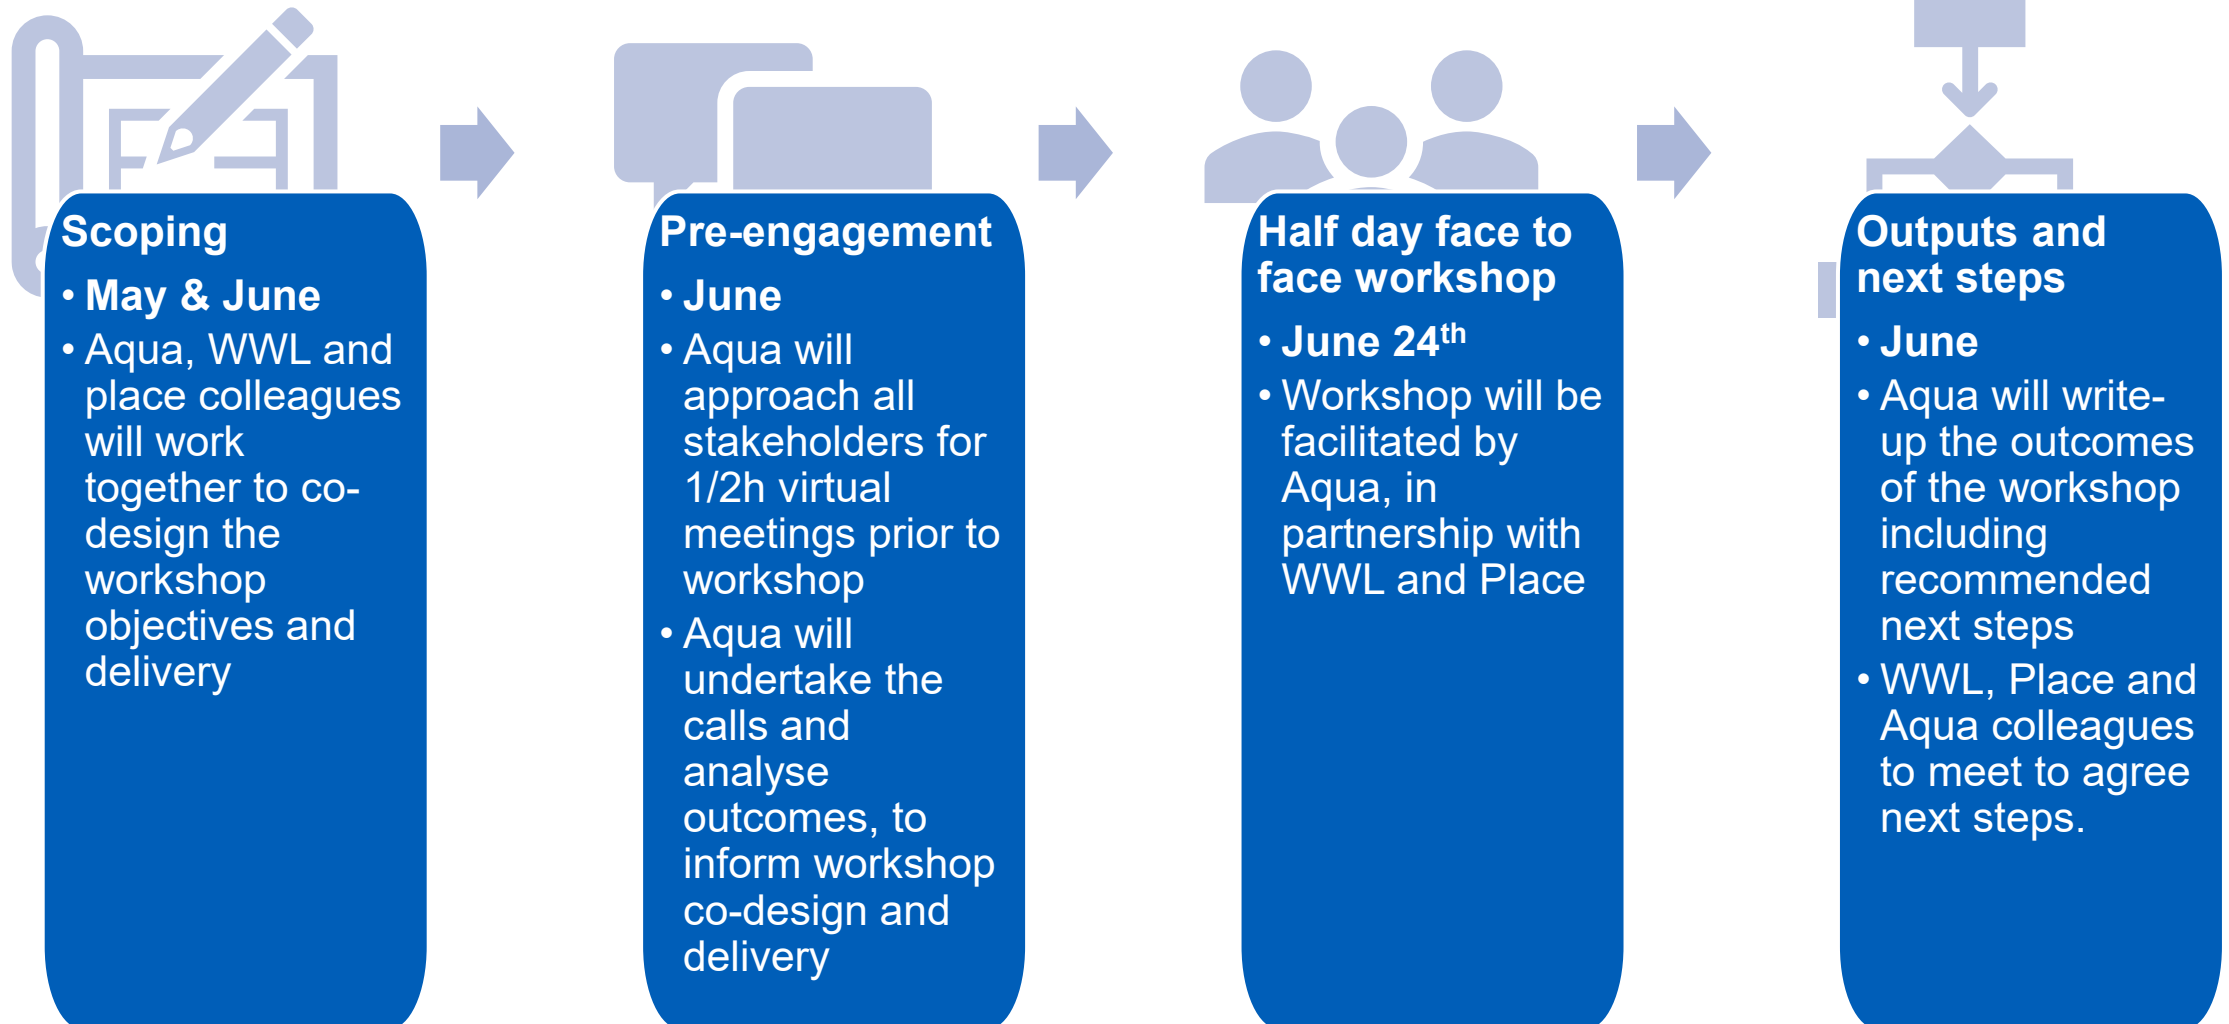 Scoping
• May & June
• Aqua, WWL and
place colleagues
will work
together to co-
design the
workshop
objectives and
delivery
Pre-engagement
• June
• Aqua will
approach all
stakeholders for
1/2h virtual
meetings prior to
workshop
• Aqua will
undertake the
calls and
analyse
outcomes, to
inform workshop
co-design and
delivery
Half day face to
face workshop
• June 24th
• Workshop will be
facilitated by
Aqua, in
partnership with
WWL and Place
Outputs and
next steps
• June
• Aqua will write-
up the outcomes
of the workshop
including
recommended
next steps
• WWL, Place and
Aqua colleagues
to meet to agree
next steps.